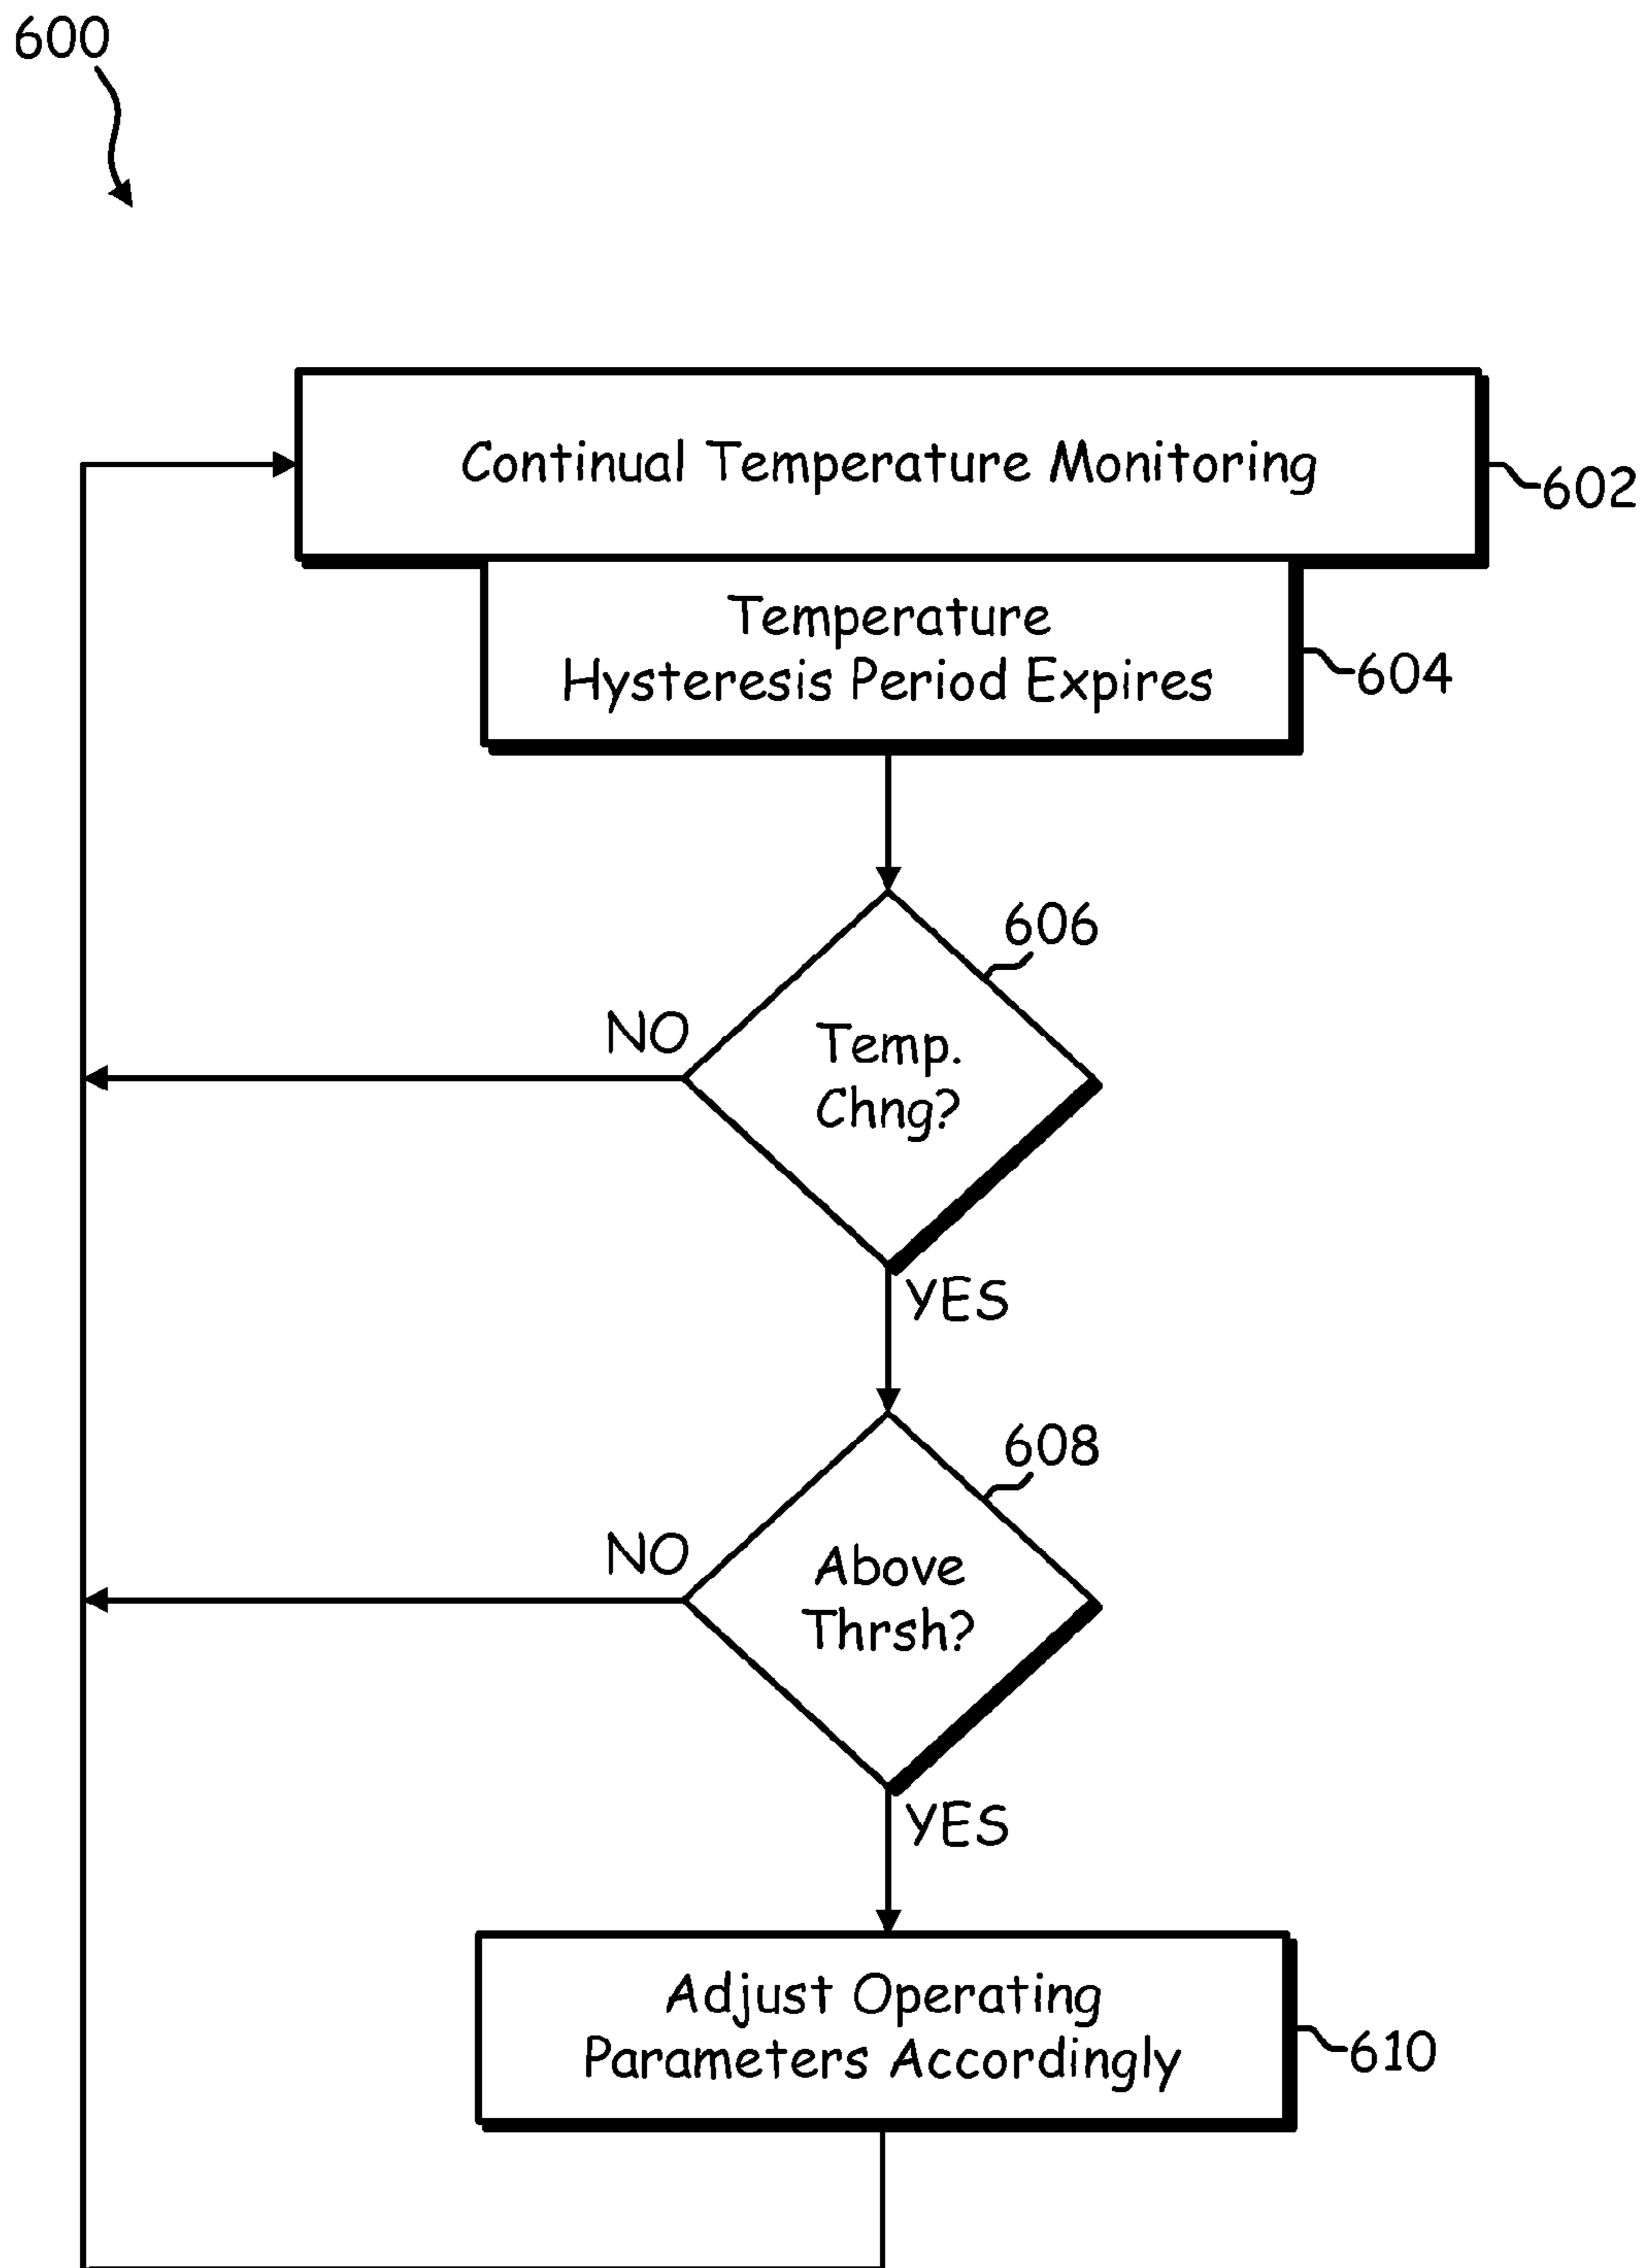 600
Continual Temperature Monitoring
602
Temperature
Hysteresis Period Expires
604
606
NO
Temp.
Chng?
YES
608
NO
Above
Thrsh?
YES
Adjust Operating
Parameters Accordingly
610